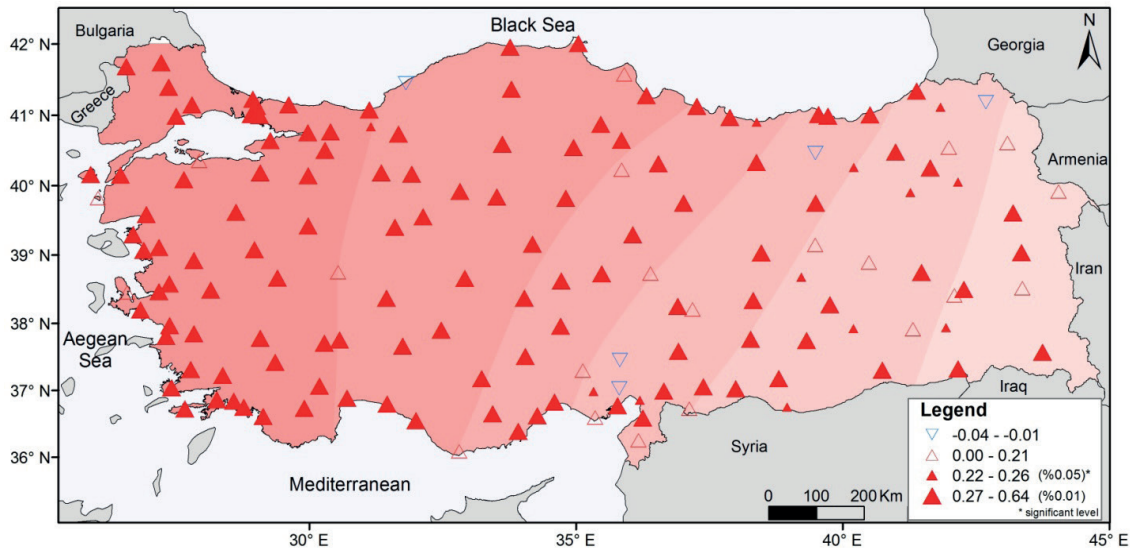 Black Sea
Bulgaria
Georgia
N
Greece
Armenia
Iran
Aegean
Sea
Iraq
Syria
Mediterranean
42° N
41° N
40° N
39° N
38° N
37° N
36° N
30° E
35° E
40° E
45° E
0 100 200 Km
Legend
-0.04 - -0.01
0.00 - 0.21
0.22 - 0.26 (%0.05)*
0.27 - 0.64 (%0.01)
* significant level